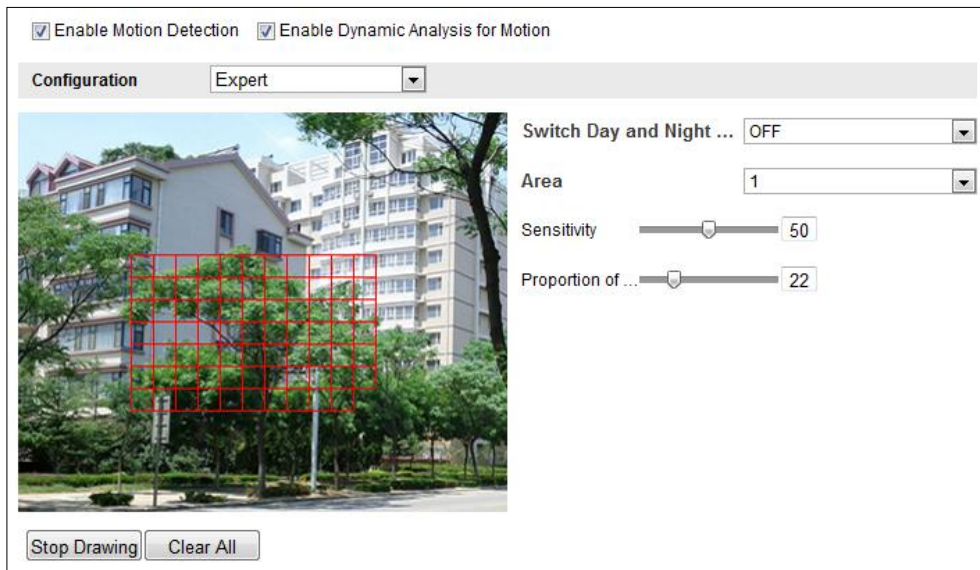 Enable Motion Detection Enable Dynamic Analysis for Motion
Configuration Expert
Switch Day and Night ... OFF
Area 1
Sensitivity 50
Proportion of ... 22
Stop Drawing Clear All